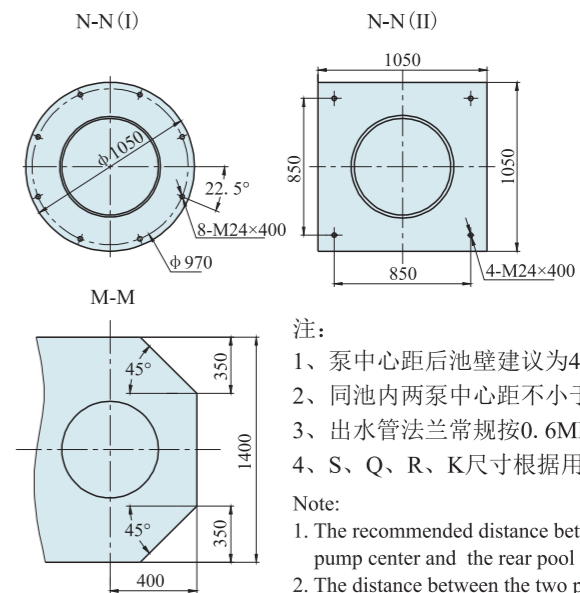 N-N(I)
N-N(II)
φ1050
22.5°
8-M24×400
φ970
1050
850
1050
850
4-M24×400
M-M
45°
350
1400
45°
350
400
注:
1、泵中心距后池壁建议为4
2、同池内两泵中心距不小于
3、出水管法兰常规按0.6M
4、S、Q、R、K尺寸根据用
Note:
1. The recommended distance bet
pump center and the rear pool
2. The distance between the two p